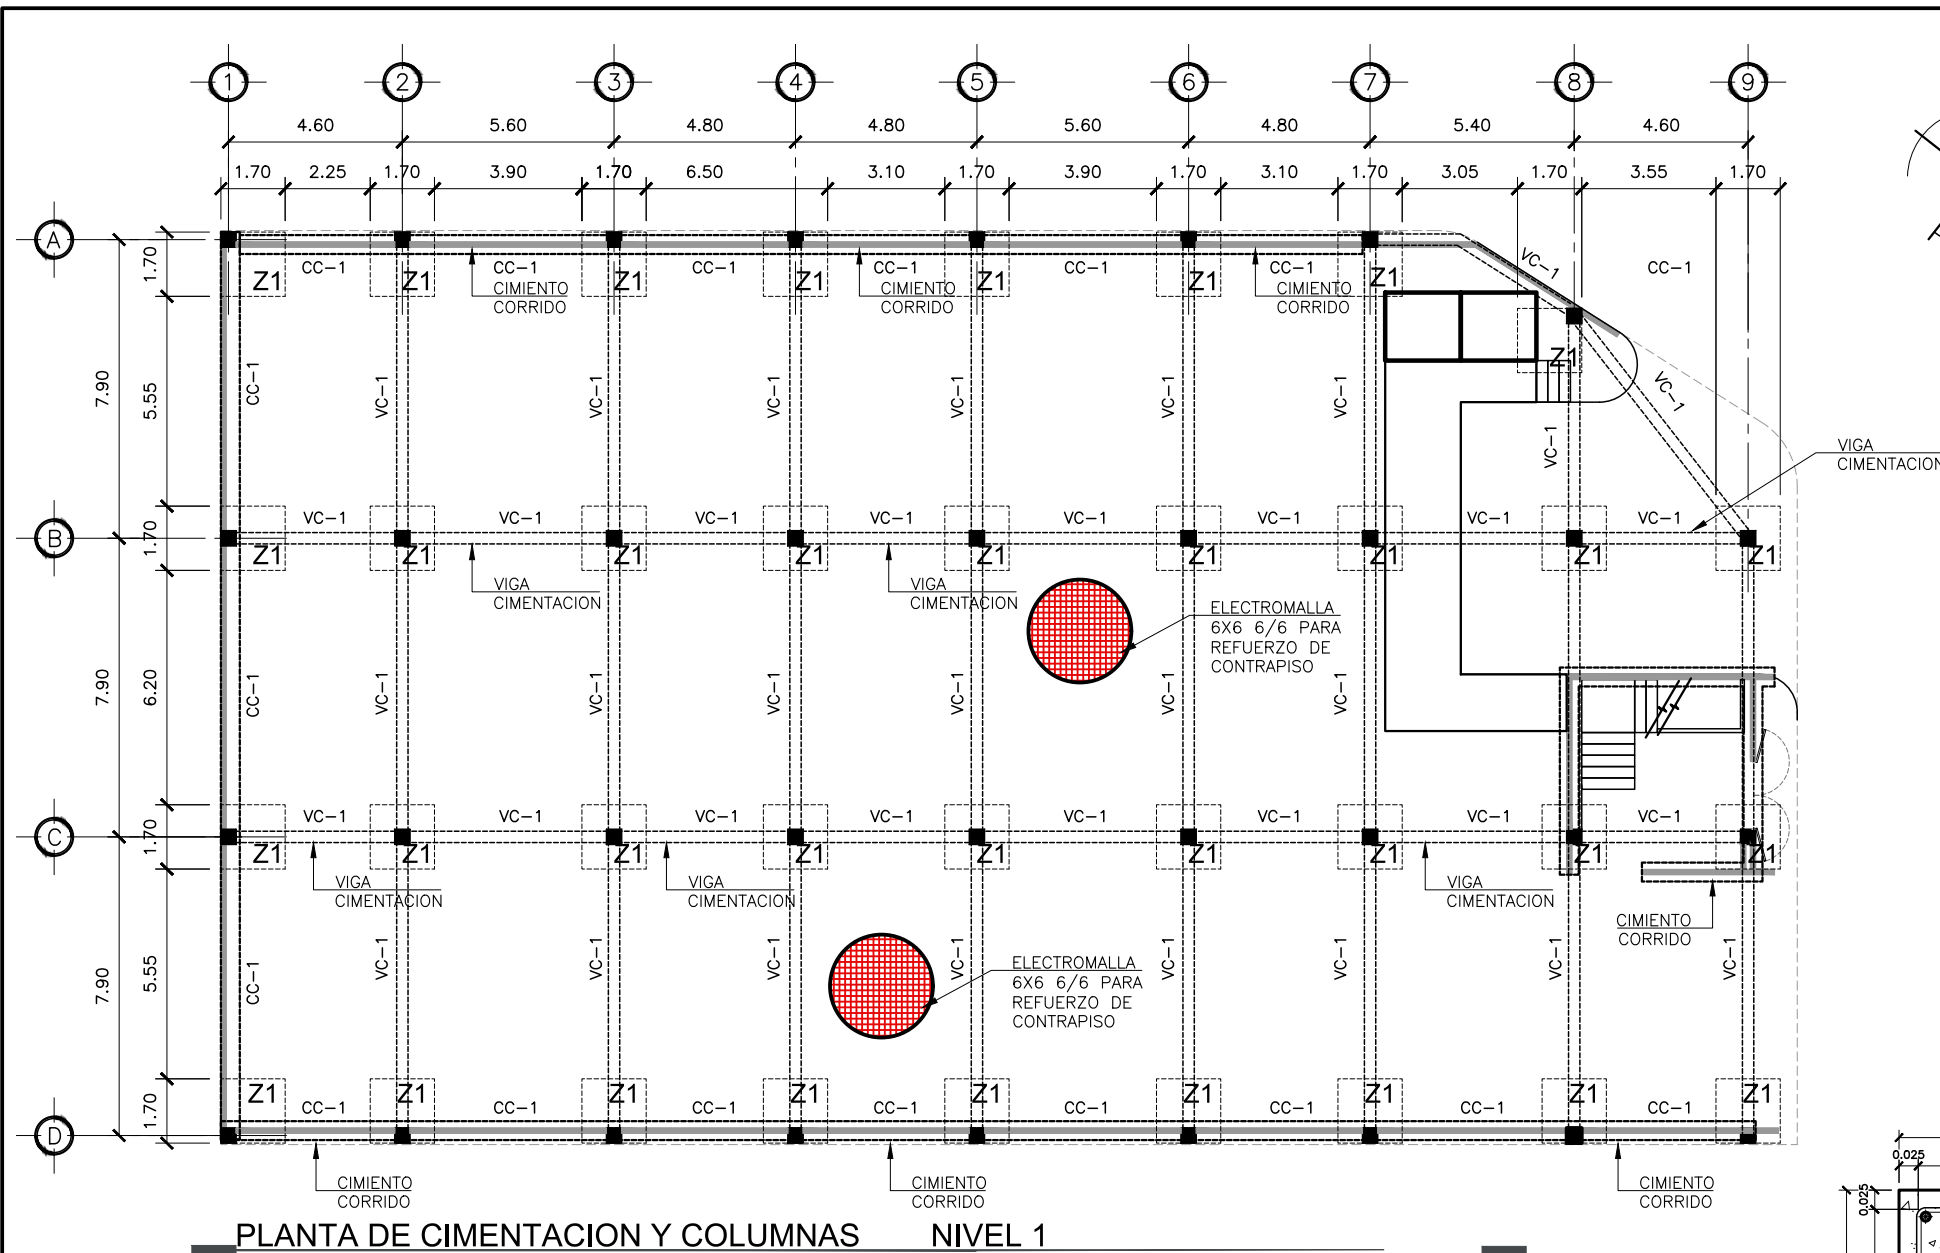 1 2 3 4 5 6 7 8 9
4.60 5.60 4.80 4.80 5.60 4.80 5.40 4.60
1.70 2.25 1.70 3.90 1.70 6.50 3.10 1.70 3.90 1.70 3.10 1.70 3.05 1.70 3.55 1.70
A
1.70
CC-1 CC-1 CC-1 CC-1 CC-1 CC-1 VC-1 CC-1
Z1 Z1 Z1 Z1 Z1 Z1 Z1
CIMIENTO
CORRIDO
CIMIENTO
CORRIDO
CIMIENTO
CORRIDO
Z1
7.90
5.55
CC-1 VC-1 VC-1 VC-1 VC-1 VC-1 VC-1 VC-1
VIGA
CIMENTACION
B
1.70
VC-1 VC-1 VC-1 VC-1 VC-1 VC-1 VC-1 VC-1
Z1 Z1 Z1 Z1 Z1 Z1 Z1 Z1 Z1
VIGA
CIMENTACION
VIGA
CIMENTACION
ELECTROMALLA
6X6 6/6 PARA
REFUERZO DE
CONTRAPISO
7.90
6.20
CC-1 VC-1 VC-1 VC-1 VC-1 VC-1 VC-1
C
1.70
VC-1 VC-1 VC-1 VC-1 VC-1 VC-1 VC-1 VC-1
Z1 Z1 Z1 Z1 Z1 Z1 Z1 Z1 Z1
VIGA
CIMENTACION
VIGA
CIMENTACION
VIGA
CIMENTACION
CIMIENTO
CORRIDO
7.90
5.55
CC-1 VC-1 VC-1 VC-1 VC-1 VC-1 VC-1 VC-1 VC-1
ELECTROMALLA
6X6 6/6 PARA
REFUERZO DE
CONTRAPISO
D
1.70
Z1 Z1 Z1 Z1 Z1 Z1 Z1 Z1 Z1
CC-1 CC-1 CC-1 CC-1 CC-1 CC-1 CC-1 CC-1
CIMIENTO
CORRIDO
CIMIENTO
CORRIDO
CIMIENTO
CORRIDO
0.025
0.025
PLANTA DE CIMENTACION Y COLUMNAS NIVEL 1